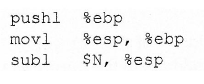 pushl %ebp
movl %esp, %ebp
subl $N, %esp